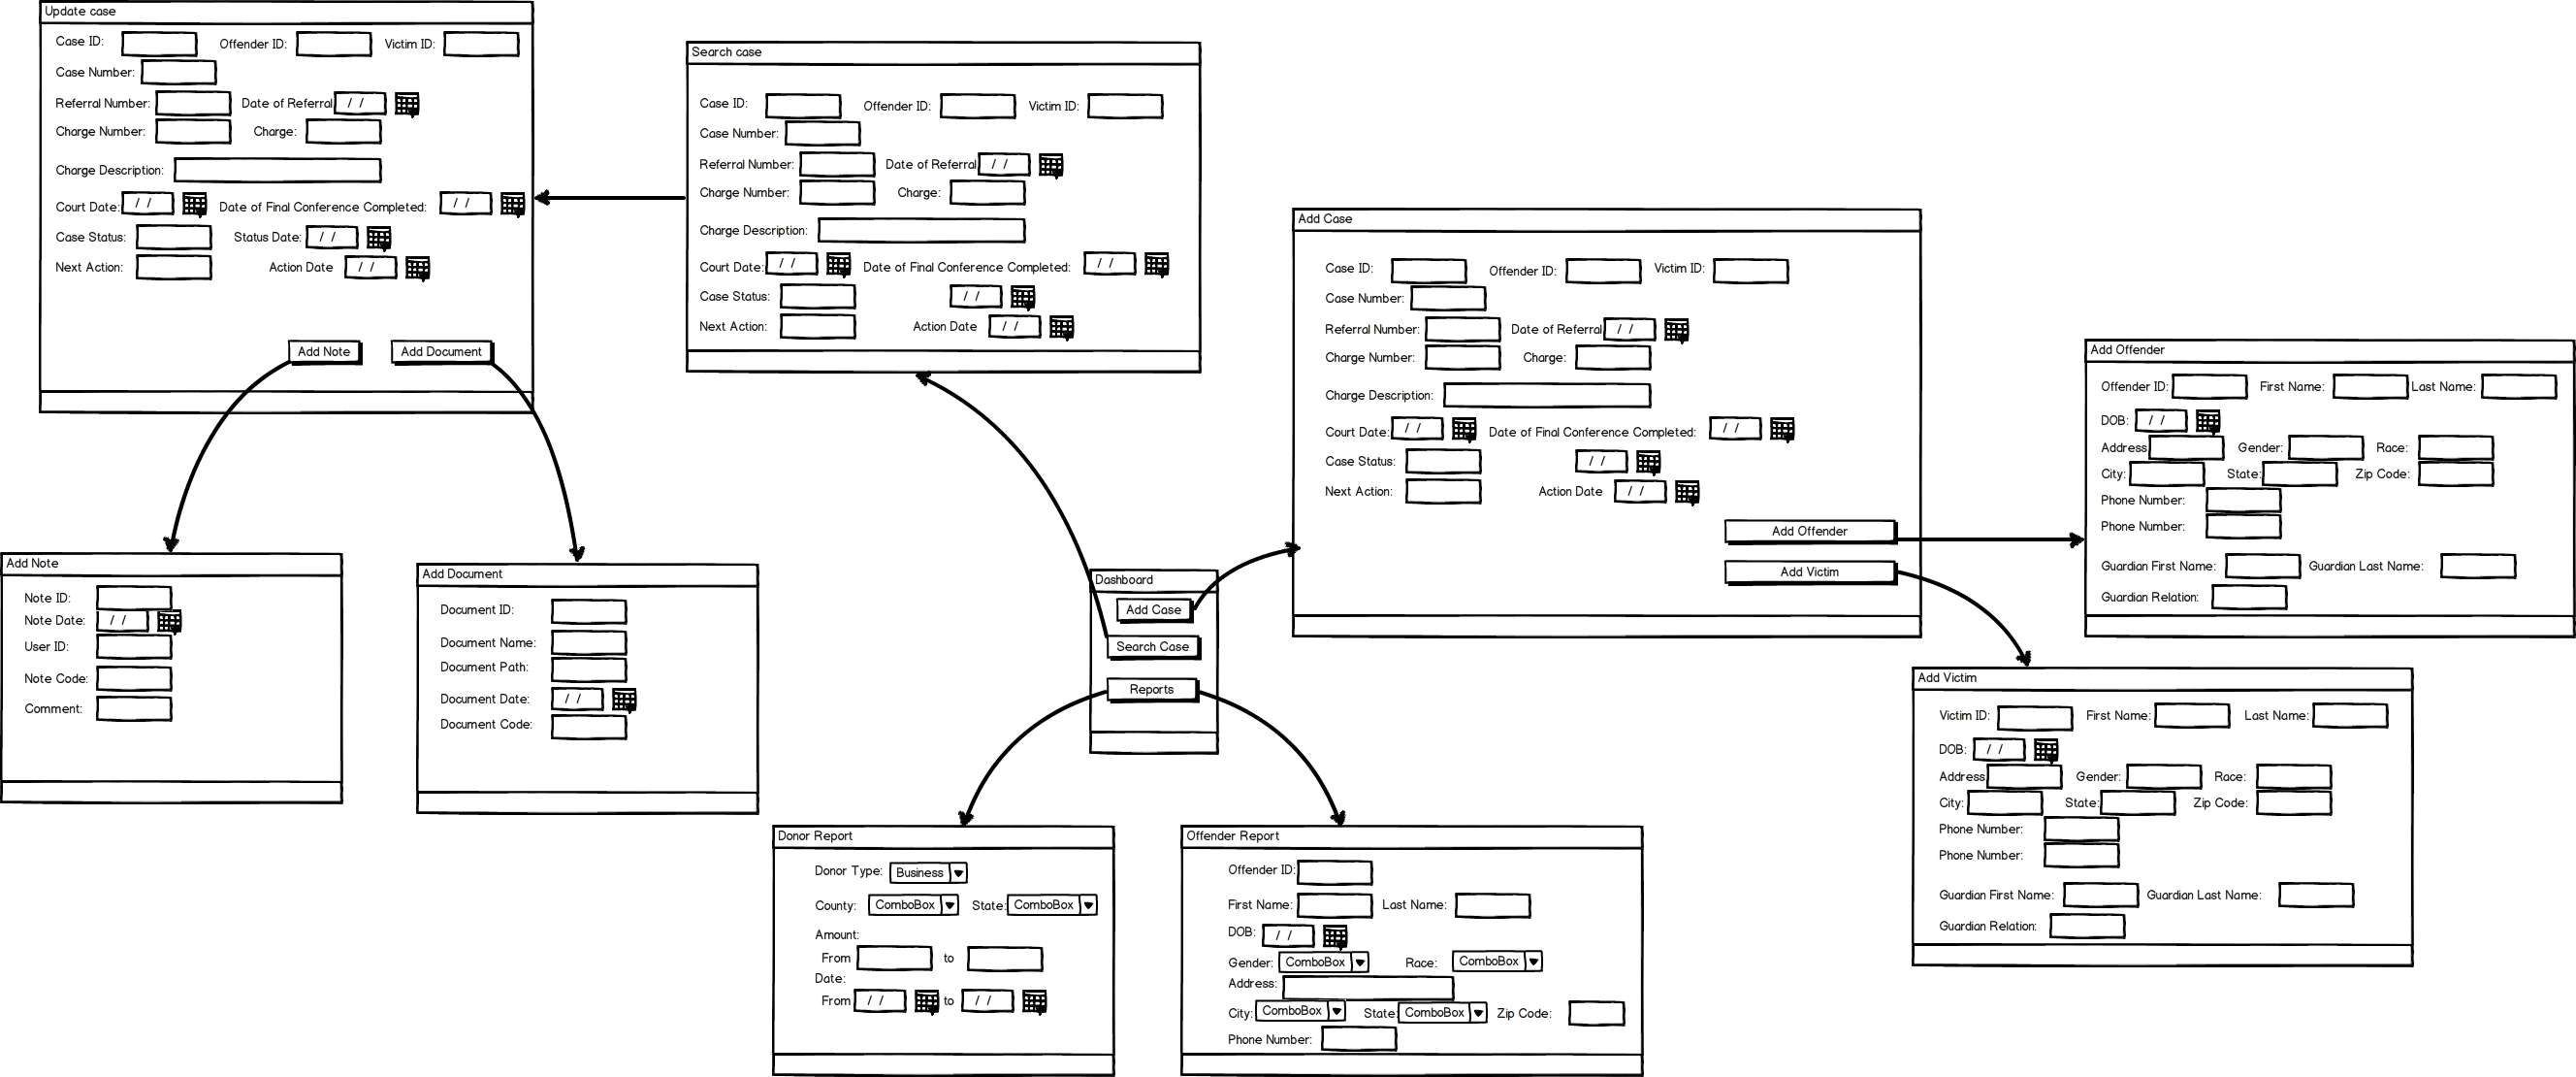 Update case
Case ID: Offender ID: Victim ID:
Case Number:
Referral Number: Date of Referral / /
Charge Number: Charge:
Charge Description:
Court Date: / / Date of Final Conference Completed: / /
Case Status: Status Date: / /
Next Action: Action Date / /
Add Note Add Document
Search case
Case ID: Offender ID: Victim ID:
Case Number:
Referral Number: Date of Referral / /
Charge Number: Charge:
Charge Description:
Court Date: / / Date of Final Conference Completed: / /
Case Status: / /
Next Action: Action Date / /
Add Case
Case ID: Offender ID: Victim ID:
Case Number:
Referral Number: Date of Referral / /
Charge Number: Charge:
Charge Description:
Court Date: / / Date of Final Conference Completed: / /
Case Status: / /
Next Action: Action Date / /
Add Offender
Add Victim
Add Offender
Offender ID: First Name: Last Name:
DOB: / /
Address Gender: Race:
City: State: Zip Code:
Phone Number:
Phone Number:
Guardian First Name: Guardian Last Name:
Guardian Relation:
Add Note
Note ID:
Note Date: / /
User ID:
Note Code:
Comment:
Add Document
Document ID:
Document Name:
Document Path:
Document Date: / /
Document Code:
Dashboard
Add Case
Search Case
Reports
Add Victim
Victim ID: First Name: Last Name:
DOB: / /
Address Gender: Race:
City: State: Zip Code:
Phone Number:
Phone Number:
Guardian First Name: Guardian Last Name:
Guardian Relation:
Donor Report
Donor Type: Business
County: ComboBox State: ComboBox
Amount:
From to
Date:
From / / to / /
Offender Report
Offender ID:
First Name: Last Name:
DOB: / /
Gender: ComboBox Race: ComboBox
Address:
City: ComboBox State: ComboBox Zip Code:
Phone Number: